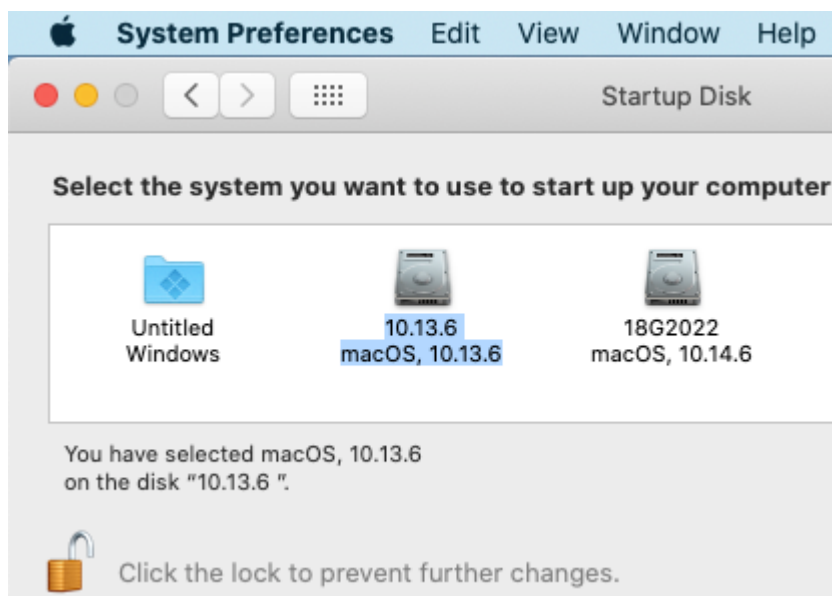 System Preferences Edit View Window Help
Startup Disk
Select the system you want to use to start up your computer
Untitled
Windows
10.13.6
macOS, 10.13.6
18G2022
macOS, 10.14.6
You have selected macOS, 10.13.6
on the disk “10.13.6 ”.
Click the lock to prevent further changes.